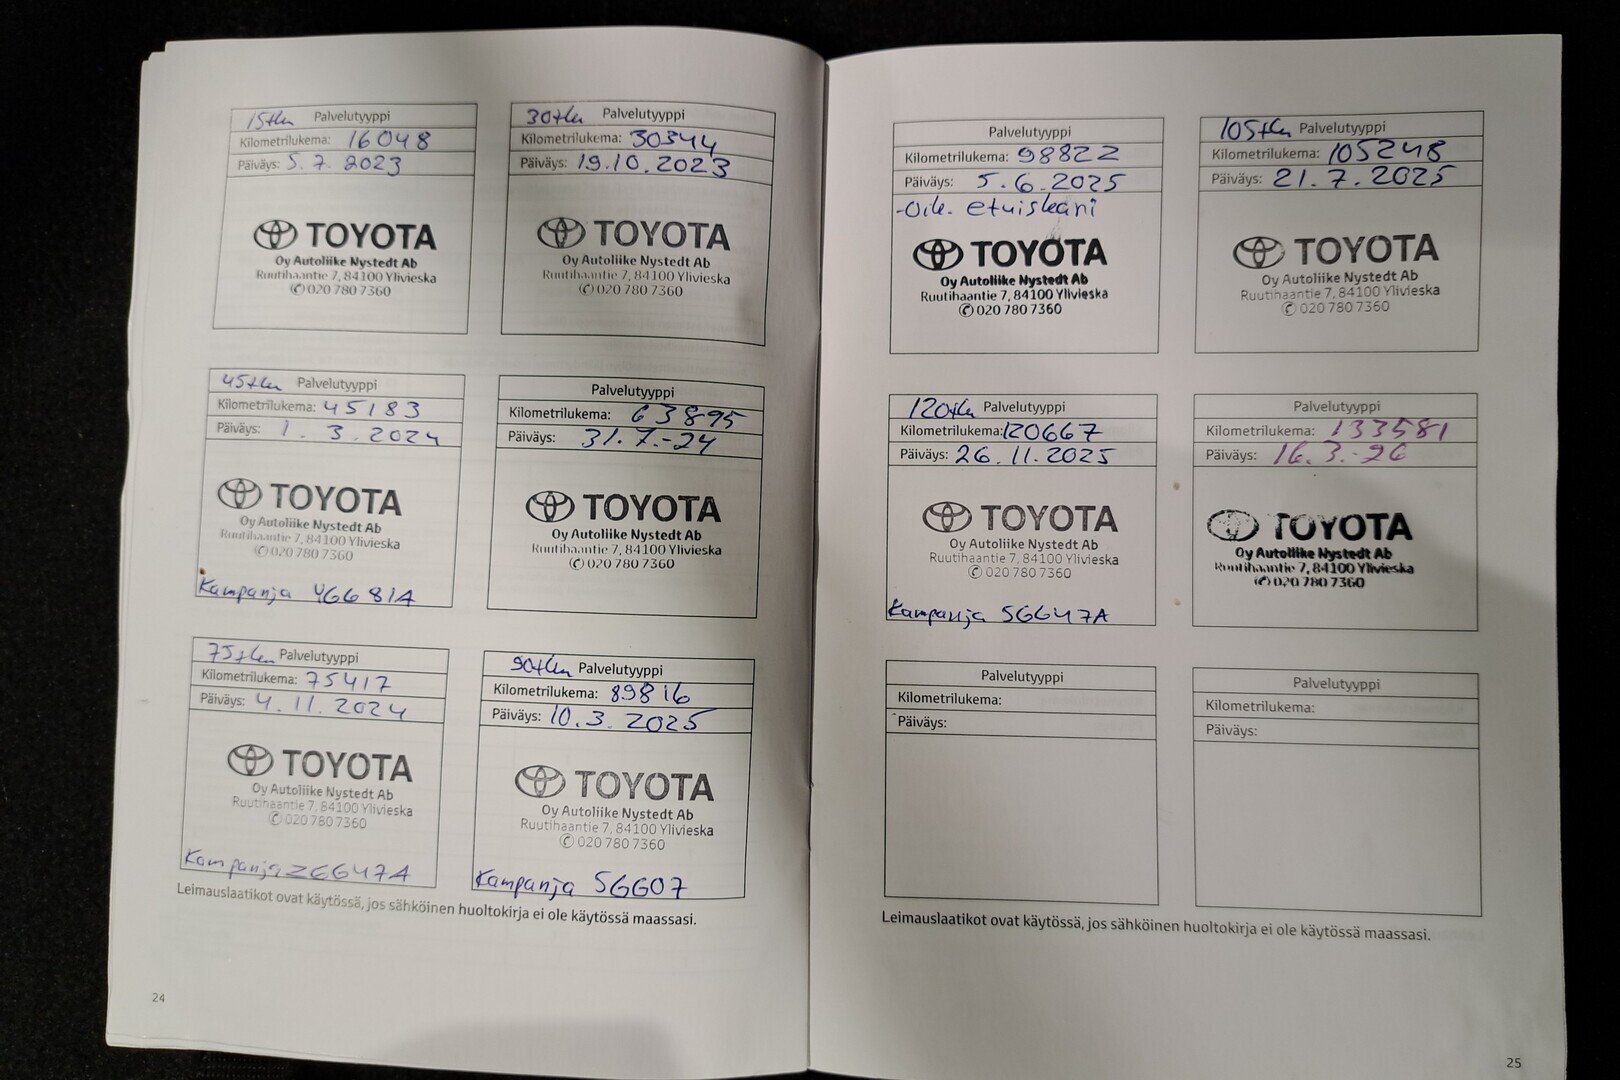 15tkm Palvelutyyppi
Kilometrilukema: 16048
Päiväys: 5.7.2023
TOYOTA
Oy Autoliike Nystedt Ab
Ruutihaantie 7, 84100 Ylivieska
✆ 020 780 7360
30tkm Palvelutyyppi
Kilometrilukema: 30344
Päiväys: 19.10.2023
TOYOTA
Oy Autoliike Nystedt Ab
Ruutihaantie 7, 84100 Ylivieska
✆ 020 780 7360
45tkm Palvelutyyppi
Kilometrilukema: 45183
Päiväys: 1.3.2024
TOYOTA
Oy Autoliike Nystedt Ab
Ruutihaantie 7, 84100 Ylivieska
✆ 020 780 7360
Kampanja 4GG81A
Palvelutyyppi
Kilometrilukema: 63895
Päiväys: 31.7.-24
TOYOTA
Oy Autoliike Nystedt Ab
Ruutihaantie 7, 84100 Ylivieska
✆ 020 780 7360
75tkm Palvelutyyppi
Kilometrilukema: 75417
Päiväys: 4.11.2024
TOYOTA
Oy Autoliike Nystedt Ab
Ruutihaantie 7, 84100 Ylivieska
✆ 020 780 7360
Kampanja
90tkm Palvelutyyppi
Kilometrilukema: 89816
Päiväys: 10.3.2025
TOYOTA
Oy Autoliike Nystedt Ab
Ruutihaantie 7, 84100 Ylivieska
✆ 020 780 7360
Kampanja 5GG07
Leimauslaatikot ovat käytössä, jos sähköinen huoltokirja ei ole käytössä maassasi.
24
Palvelutyyppi
Kilometrilukema: 98822
Päiväys: 5.6.2025
-Oik. etuiskari
TOYOTA
Oy Autoliike Nystedt Ab
Ruutihaantie 7, 84100 Ylivieska
✆ 020 780 7360
105tkm Palvelutyyppi
Kilometrilukema: 105248
Päiväys: 21.7.2025
TOYOTA
Oy Autoliike Nystedt Ab
Ruutihaantie 7, 84100 Ylivieska
✆ 020 780 7360
120tkm Palvelutyyppi
Kilometrilukema: 120667
Päiväys: 26.11.2025
TOYOTA
Oy Autoliike Nystedt Ab
Ruutihaantie 7, 84100 Ylivieska
✆ 020 780 7360
Kampanja 5GG47A
Palvelutyyppi
Kilometrilukema: 133581
Päiväys: 16.3.-26
TOYOTA
Oy Autoliike Nystedt Ab
Ruutihaantie 7, 84100 Ylivieska
✆ 020 780 7360
Palvelutyyppi
Kilometrilukema:
Päiväys:
Palvelutyyppi
Kilometrilukema:
Päiväys:
Leimauslaatikot ovat käytössä, jos sähköinen huoltokirja ei ole käytössä maassasi.
25